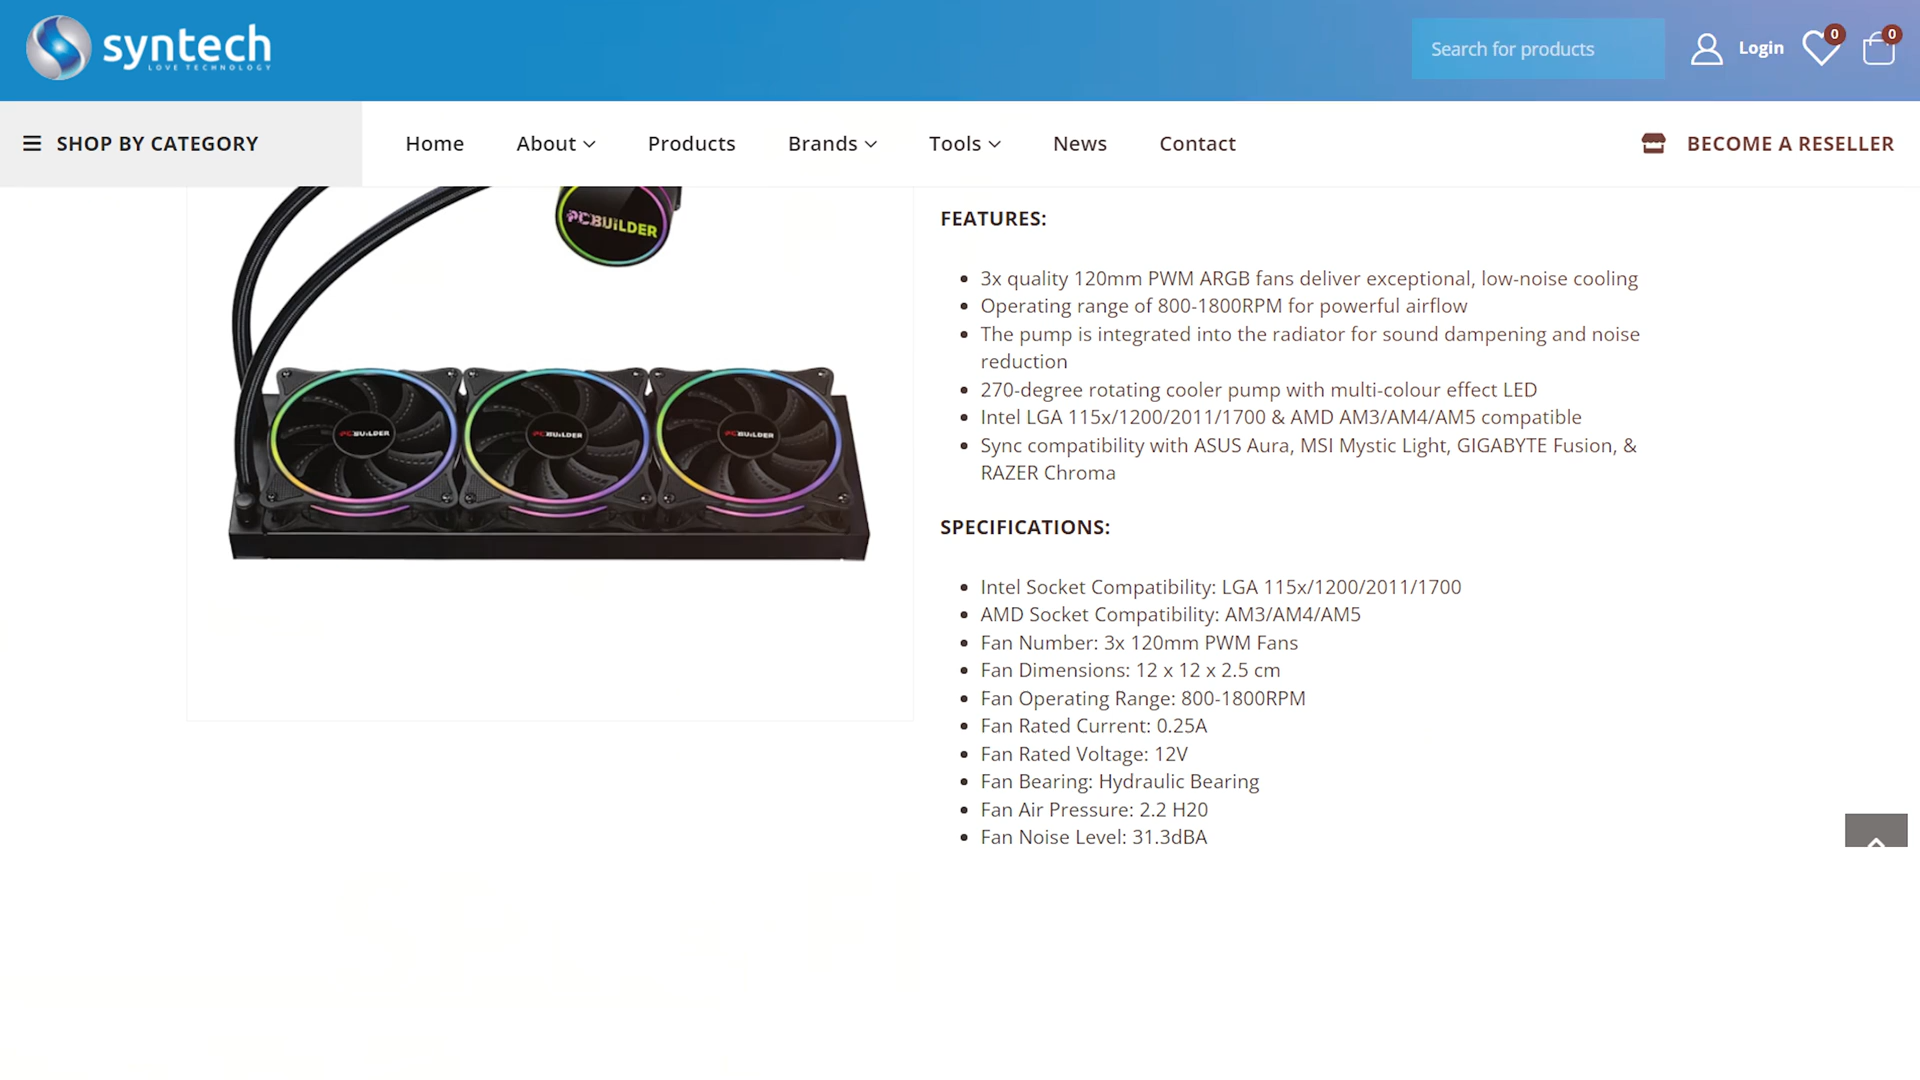 syntech
LOVE TECHNOLOGY
Search for products
Login
0
0
SHOP BY CATEGORY
Home
About
Products
Brands
Tools
News
Contact
BECOME A RESELLER
PCBUiLDER
PCBUiLDER
PCBUiLDER
PCBUiLDER
FEATURES:
3x quality 120mm PWM ARGB fans deliver exceptional, low-noise cooling
Operating range of 800-1800RPM for powerful airflow
The pump is integrated into the radiator for sound dampening and noise
reduction
270-degree rotating cooler pump with multi-colour effect LED
Intel LGA 115x/1200/2011/1700 & AMD AM3/AM4/AM5 compatible
Sync compatibility with ASUS Aura, MSI Mystic Light, GIGABYTE Fusion, &
RAZER Chroma
SPECIFICATIONS:
Intel Socket Compatibility: LGA 115x/1200/2011/1700
AMD Socket Compatibility: AM3/AM4/AM5
Fan Number: 3x 120mm PWM Fans
Fan Dimensions: 12 x 12 x 2.5 cm
Fan Operating Range: 800-1800RPM
Fan Rated Current: 0.25A
Fan Rated Voltage: 12V
Fan Bearing: Hydraulic Bearing
Fan Air Pressure: 2.2 H20
Fan Noise Level: 31.3dBA